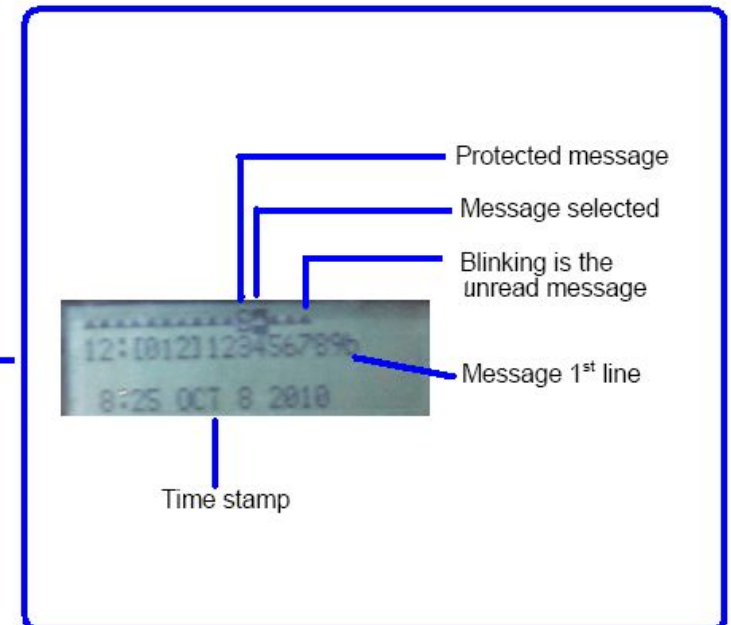 Protected message
Message selected
Blinking is the
unread message
12:[012]123456789h
Message 1st line
8:25 OCT 8 2010
Time stamp